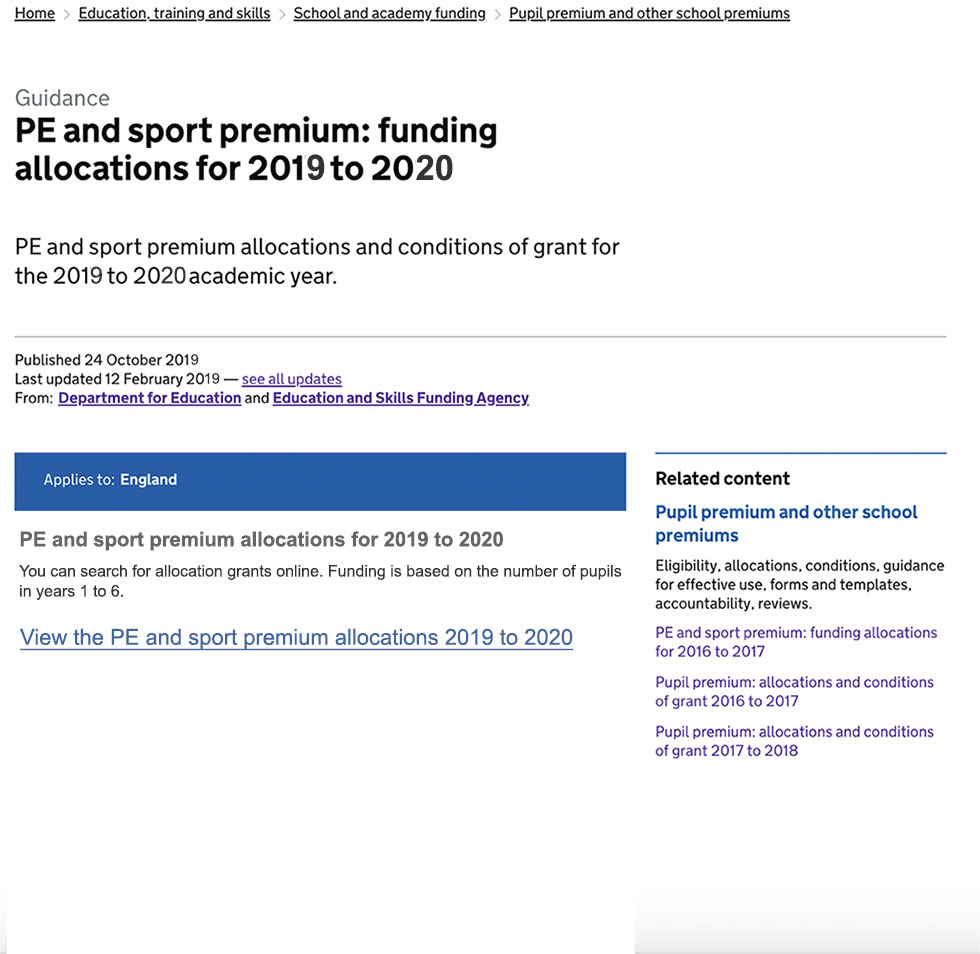 Home > Education, training and skills > School and academy funding > Pupil premium and other school premiums
Guidance
PE and sport premium: funding
allocations for 2019 to 2020
PE and sport premium allocations and conditions of grant for
the 2019 to 2020 academic year.
Published 24 October 2019
Last updated 12 February 2019 — see all updates
From: Department for Education and Education and Skills Funding Agency
Applies to: England
PE and sport premium allocations for 2019 to 2020
You can search for allocation grants online. Funding is based on the number of pupils
in years 1 to 6.
View the PE and sport premium allocations 2019 to 2020
Related content
Pupil premium and other school
premiums
Eligibility, allocations, conditions, guidance
for effective use, forms and templates,
accountability, reviews.
PE and sport premium: funding allocations
for 2016 to 2017
Pupil premium: allocations and conditions
of grant 2016 to 2017
Pupil premium: allocations and conditions
of grant 2017 to 2018